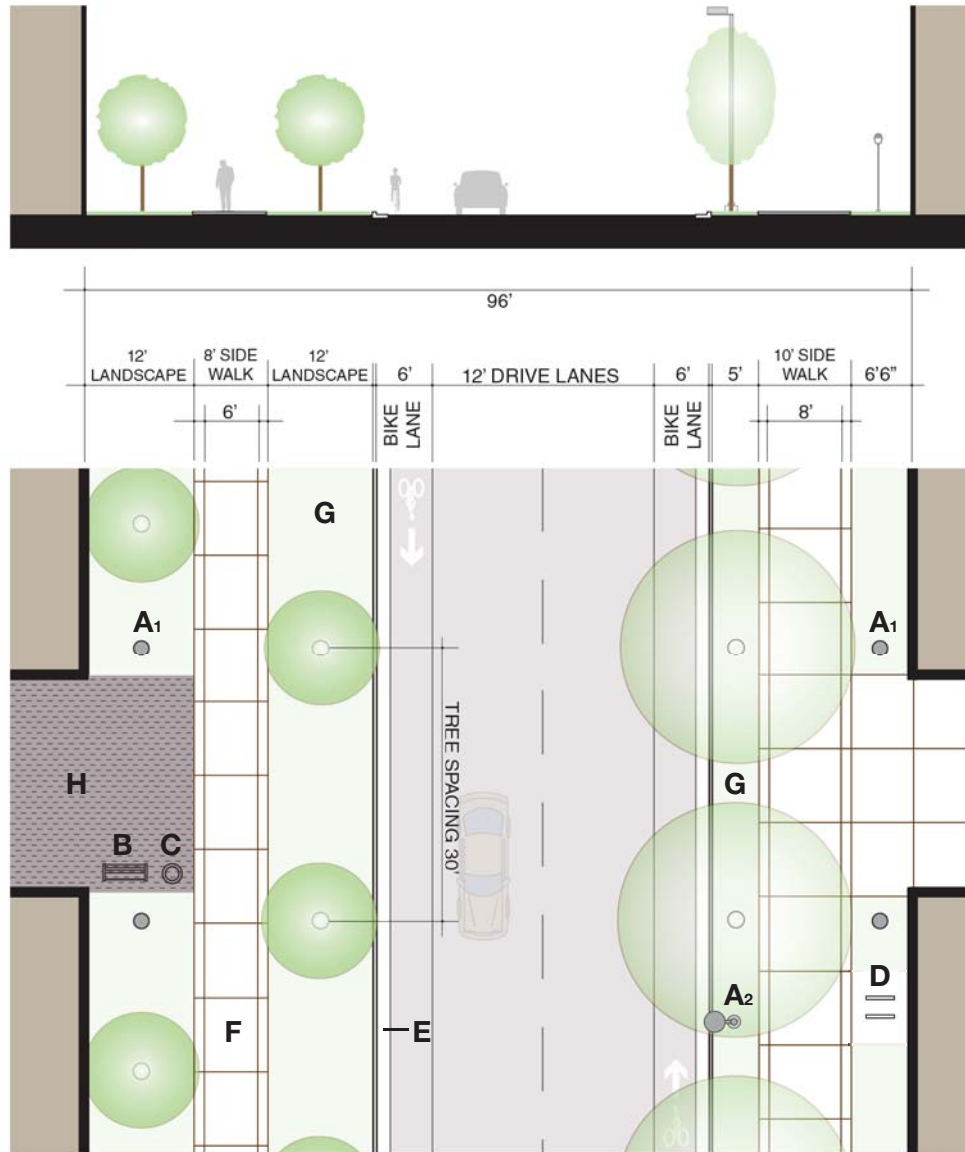 96’
12’
LANDSCAPE
8’ SIDE
WALK
12’
LANDSCAPE
6’
12’ DRIVE LANES
6’
5’
10’ SIDE
WALK
6’6”
6’
BIKE
LANE
BIKE
LANE
8’
G
A1
A1
TREE SPACING 30’
H
G
B
C
D
A2
F
E